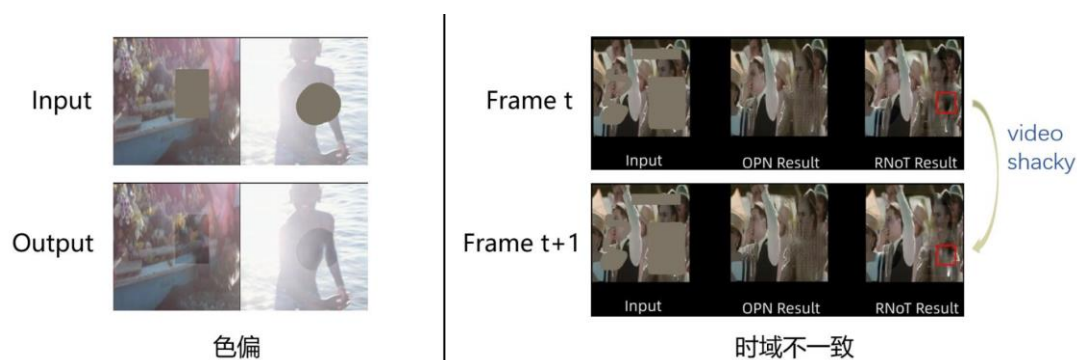 Input
Output
色偏
Frame t
Input
OPN Result
RNoT Result
video
shacky
Frame t+1
Input
OPN Result
RNoT Result
时域不一致